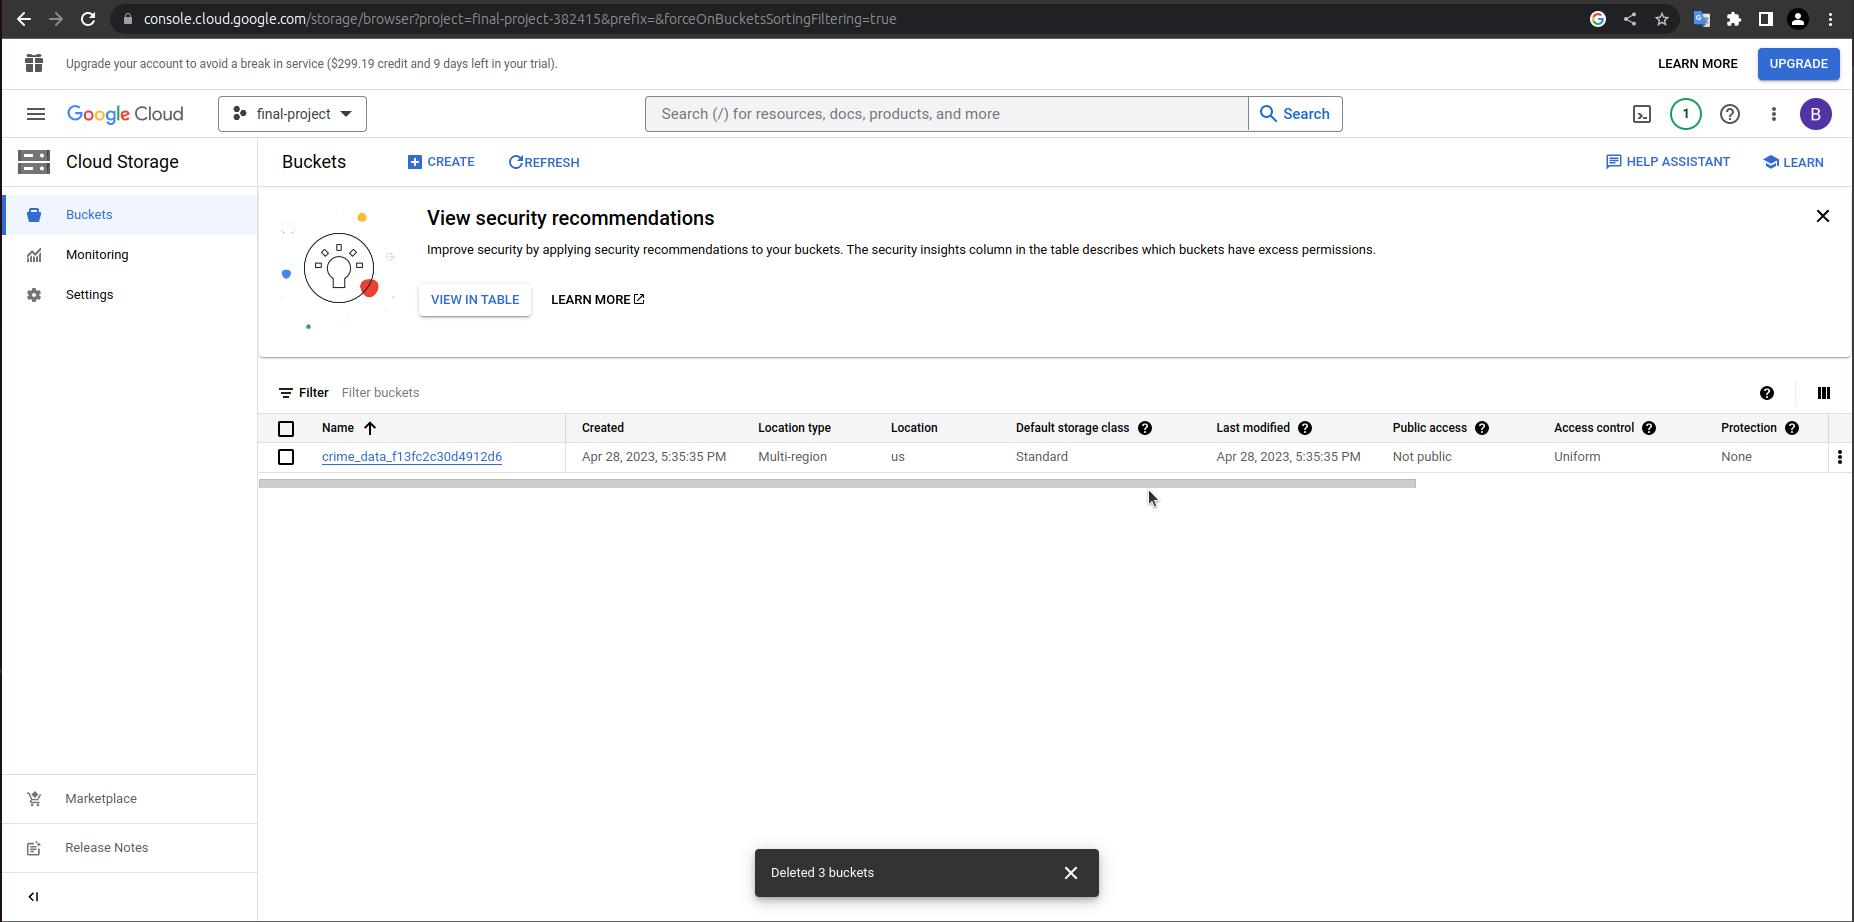 console.cloud.google.com/storage/browser?project=final-project-382415&prefix=&forceOnBucketsSortingFiltering=true
Upgrade your account to avoid a break in service ($299.19 credit and 9 days left in your trial).
LEARN MORE
UPGRADE
Google Cloud
final-project
Search (/) for resources, docs, products, and more
Search
1
B
Cloud Storage
Buckets
CREATE
REFRESH
HELP ASSISTANT
LEARN
Buckets
Monitoring
Settings
View security recommendations
Improve security by applying security recommendations to your buckets. The security insights column in the table describes which buckets have excess permissions.
VIEW IN TABLE
LEARN MORE
Filter Filter buckets
Name Created Location type Location Default storage class Last modified Public access Access control Protection
crime_data_f13fc2c30d4912d6 Apr 28, 2023, 5:35:35 PM Multi-region us Standard Apr 28, 2023, 5:35:35 PM Not public Uniform None
Marketplace
Release Notes
Deleted 3 buckets